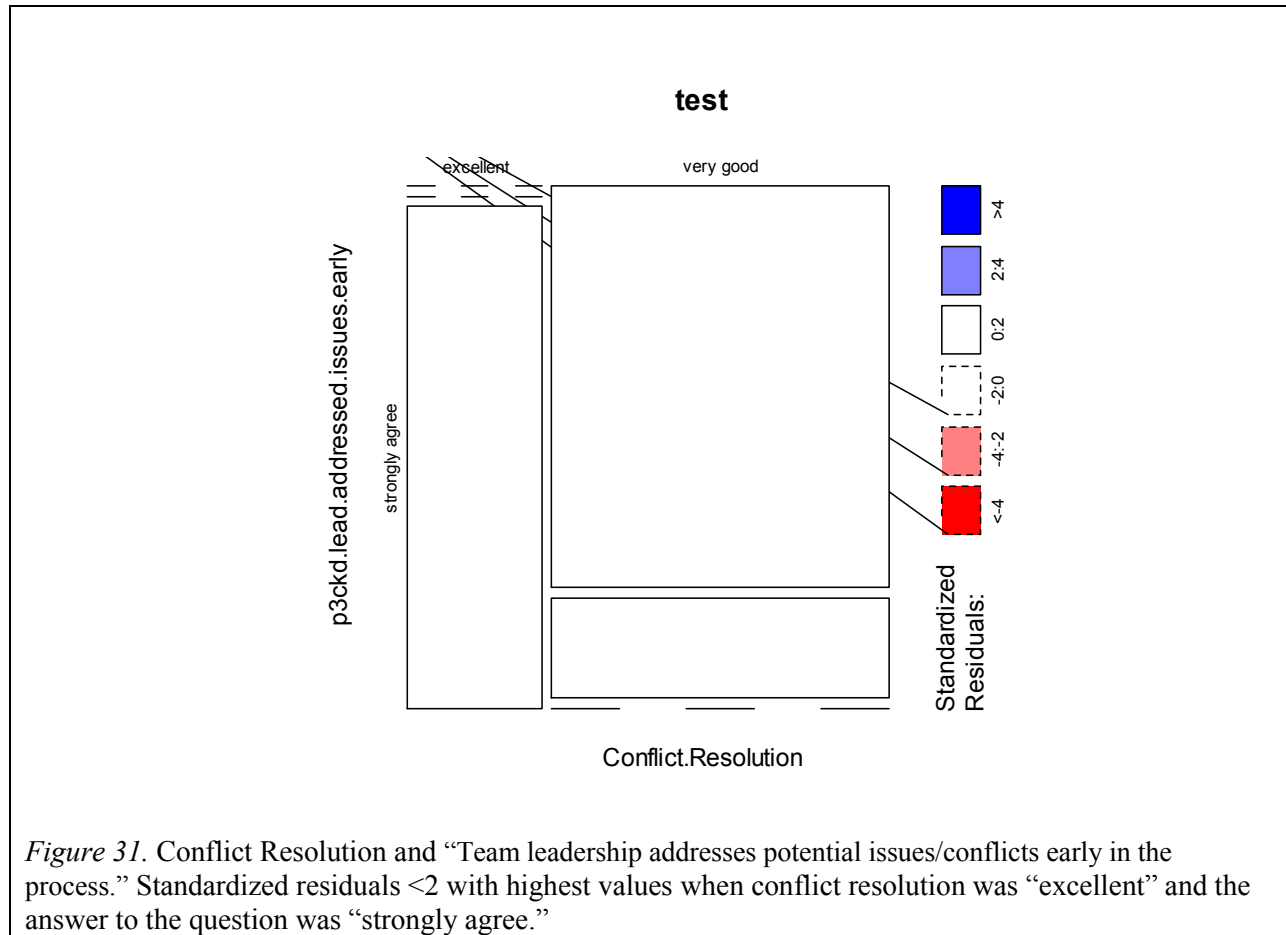 test
excellent
very good
p3ckd.lead.addressed.issues.early
strongly agree
>4
2:4
0:2
-2:0
-4:-2
<-4
Standardized
Residuals:
Conflict.Resolution
Figure 31. Conflict Resolution and “Team leadership addresses potential issues/conflicts early in the
process.” Standardized residuals <2 with highest values when conflict resolution was “excellent” and the
answer to the question was “strongly agree.”